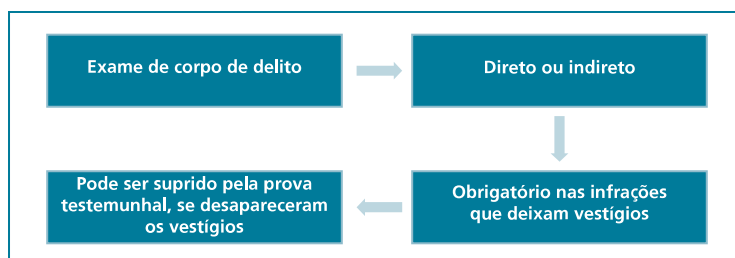 Exame de corpo de delito
Direto ou indireto
Obrigatório nas infrações
que deixam vestígios
Pode ser suprido pela prova
testemunhal, se desapareceram
os vestígios